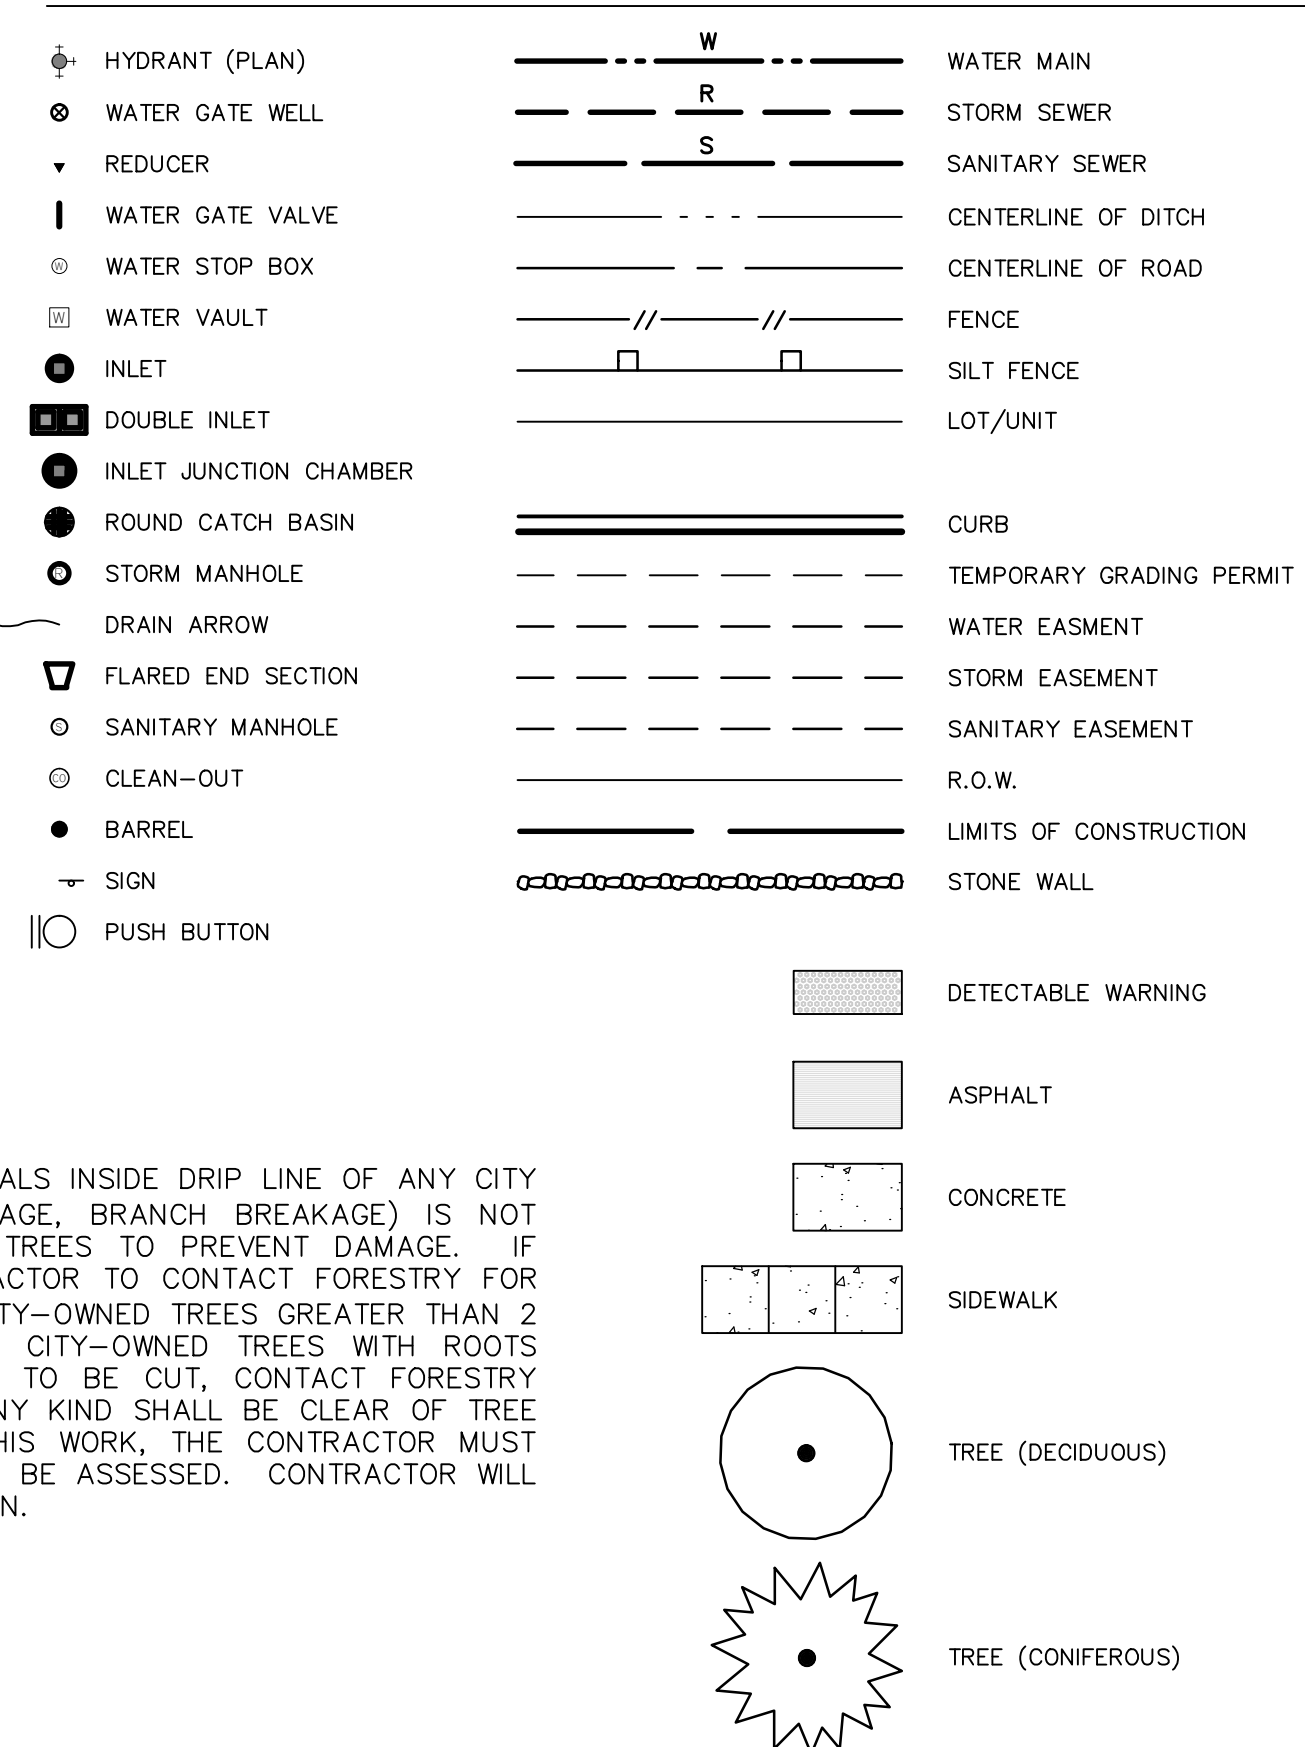 HYDRANT (PLAN)
WATER GATE WELL
REDUCER
WATER GATE VALVE
W WATER STOP BOX
W WATER VAULT
INLET
DOUBLE INLET
INLET JUNCTION CHAMBER
ROUND CATCH BASIN
R STORM MANHOLE
DRAIN ARROW
FLARED END SECTION
S SANITARY MANHOLE
CO CLEAN-OUT
BARREL
SIGN
PUSH BUTTON
W WATER MAIN
R STORM SEWER
S SANITARY SEWER
CENTERLINE OF DITCH
CENTERLINE OF ROAD
FENCE
SILT FENCE
LOT/UNIT
CURB
TEMPORARY GRADING PERMIT
WATER EASMENT
STORM EASEMENT
SANITARY EASEMENT
R.O.W.
LIMITS OF CONSTRUCTION
STONE WALL
DETECTABLE WARNING
ASPHALT
CONCRETE
SIDEWALK
TREE (DECIDUOUS)
TREE (CONIFEROUS)
ALS INSIDE DRIP LINE OF ANY CITY
AGE, BRANCH BREAKAGE) IS NOT
TREES TO PREVENT DAMAGE. IF
ACTOR TO CONTACT FORESTRY FOR
TY-OWNED TREES GREATER THAN 2
CITY-OWNED TREES WITH ROOTS
TO BE CUT, CONTACT FORESTRY
NY KIND SHALL BE CLEAR OF TREE
HIS WORK, THE CONTRACTOR MUST
BE ASSESSED. CONTRACTOR WILL
N.